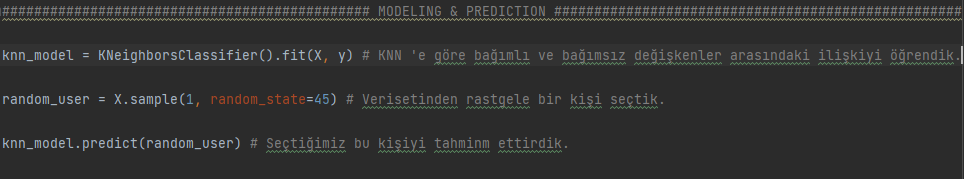 ############################################## MODELING & PREDICTION ###################################################
knn_model = KNeighborsClassifier().fit(X, y) # KNN 'e göre bağımlı ve bağımsız değişkenler arasındaki ilişkiyi öğrendik.
random_user = X.sample(1, random_state=45) # Verisetinden rastgele bir kişi seçtik.
knn_model.predict(random_user) # Seçtiğimiz bu kişiyi tahminm ettirdik.